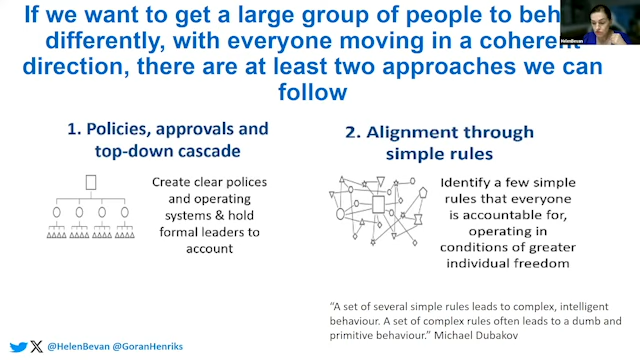 If we want to get a large group of people to beh
differently, with everyone moving in a coherent
direction, there are at least two approaches we can
follow
HelenBevan
1. Policies, approvals and
top-down cascade
Create clear polices
and operating
systems & hold
formal leaders to
account
2. Alignment through
simple rules
Identify a few simple
rules that everyone
is accountable for,
operating in
conditions of greater
individual freedom
“A set of several simple rules leads to complex, intelligent
behaviour. A set of complex rules often leads to a dumb and
primitive behaviour.” Michael Dubakov
@HelenBevan @GoranHenriks